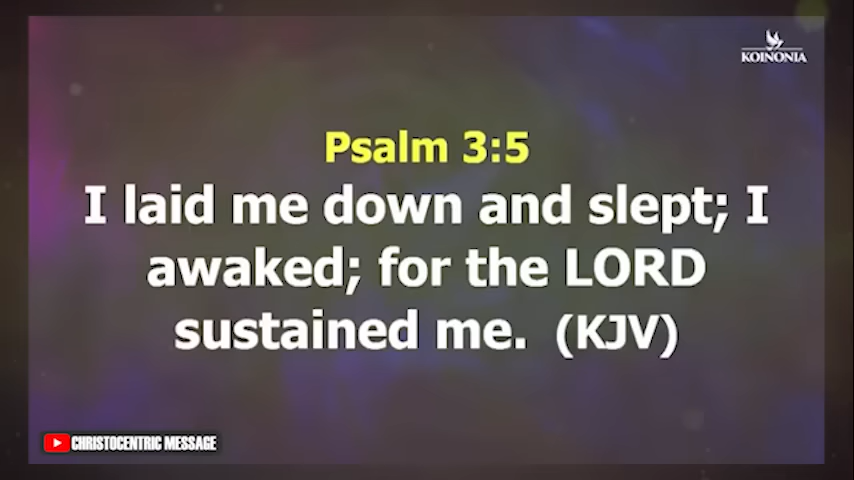 KOINONIA
Psalm 3:5
I laid me down and slept; I
awaked; for the LORD
sustained me. (KJV)
CHRISTOCENTRIC MESSAGE